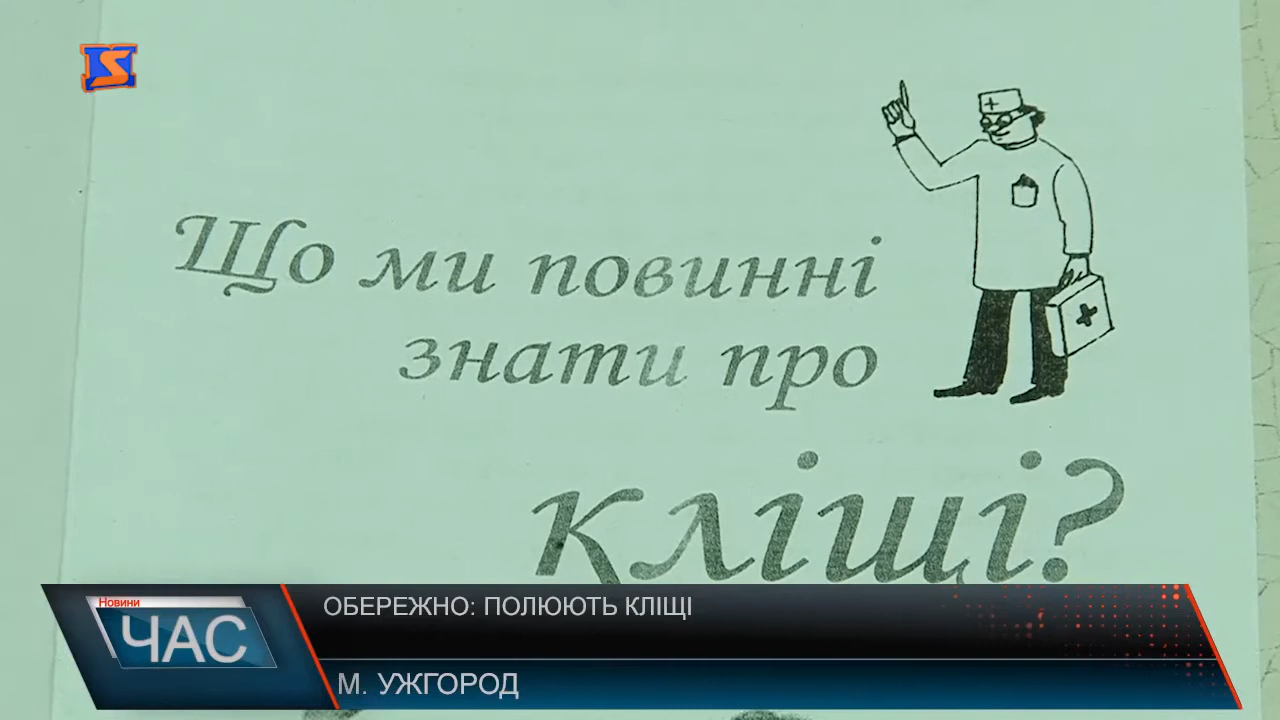 Що ми повинні
знати про
кліщі?
Новини
ЧАС
ОБЕРЕЖНО: ПОЛЮЮТЬ КЛІЩІ
М. УЖГОРОД